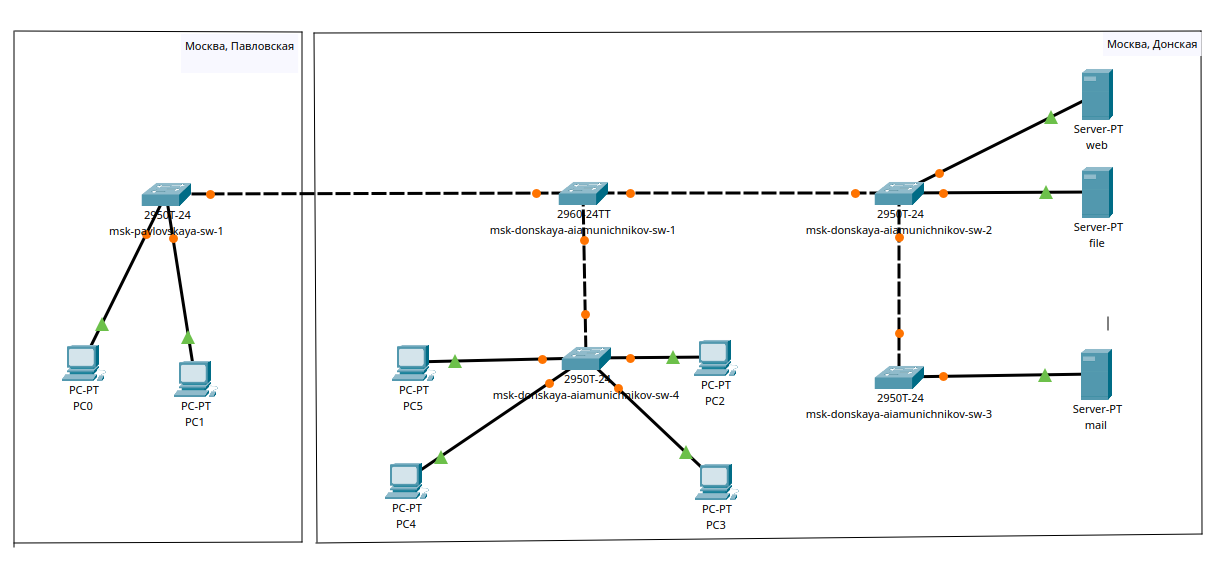 Москва, Павловская
Москва, Донская
Server-PT
web
2950T-24
msk-pavlovskaya-sw-1
2960-24TT
msk-donskaya-aiamunichnikov-sw-1
2950T-24
msk-donskaya-aiamunichnikov-sw-2
Server-PT
file
PC-PT
PC0
PC-PT
PC1
PC-PT
PC5
2950T-24
msk-donskaya-aiamunichnikov-sw-4
PC-PT
PC2
2950T-24
msk-donskaya-aiamunichnikov-sw-3
Server-PT
mail
PC-PT
PC4
PC-PT
PC3